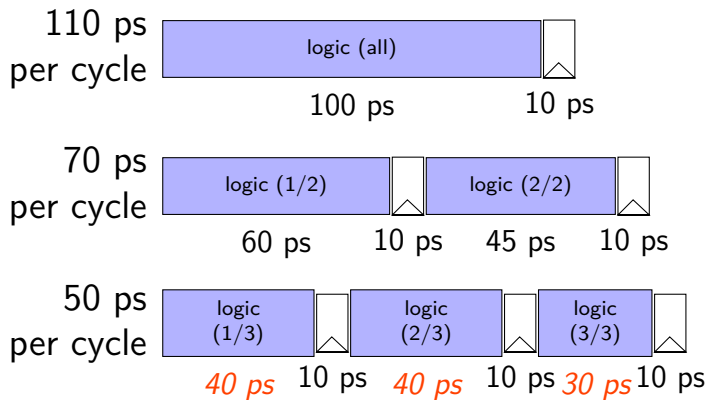 110 ps
per cycle
logic (all)
100 ps
10 ps
70 ps
per cycle
logic (1/2)
logic (2/2)
60 ps
10 ps
45 ps
10 ps
50 ps
per cycle
logic
(1/3)
logic
(2/3)
logic
(3/3)
40 ps
10 ps
40 ps
10 ps
30 ps
10 ps